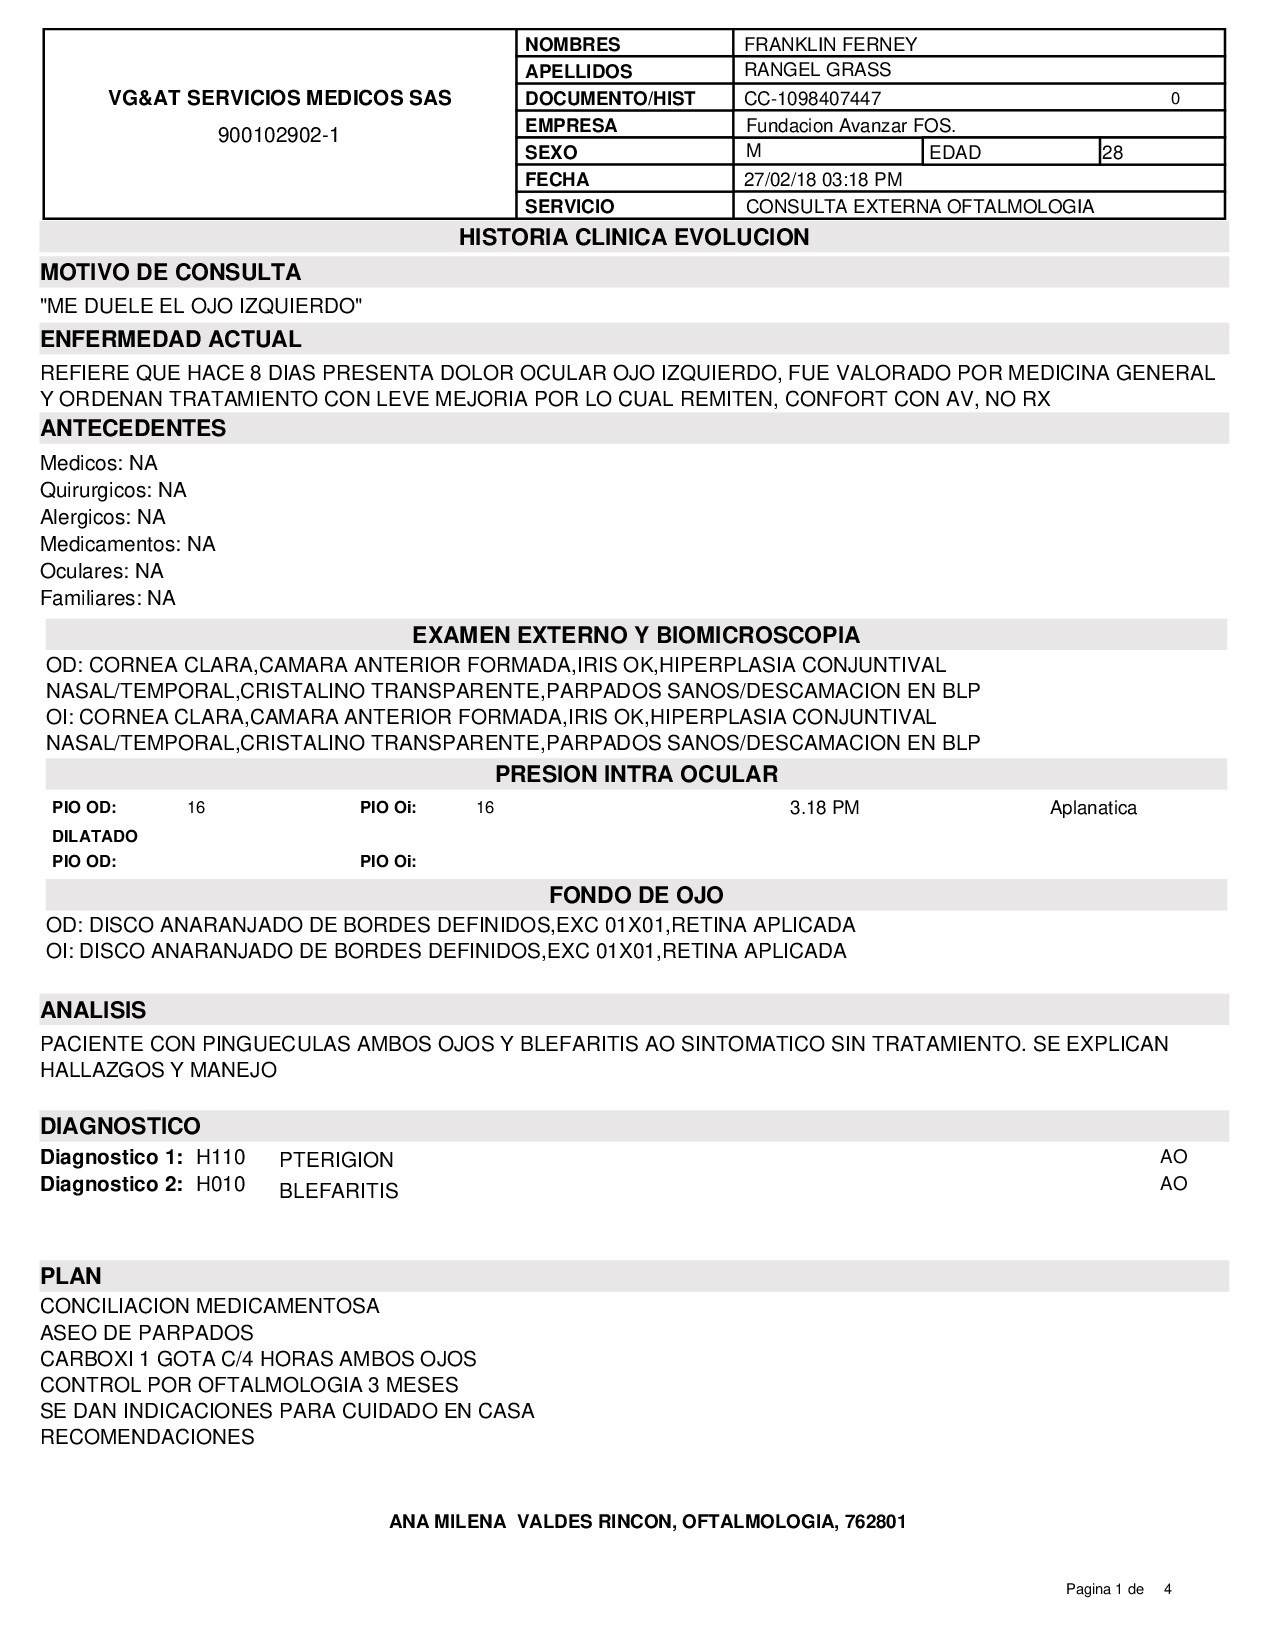 VG&AT SERVICIOS MEDICOS SAS
900102902-1
NOMBRES FRANKLIN FERNEY
APELLIDOS RANGEL GRASS
DOCUMENTO/HIST CC-1098407447 0
EMPRESA Fundacion Avanzar FOS.
SEXO M EDAD 28
FECHA 27/02/18 03:18 PM
SERVICIO CONSULTA EXTERNA OFTALMOLOGIA
HISTORIA CLINICA EVOLUCION
MOTIVO DE CONSULTA
"ME DUELE EL OJO IZQUIERDO"
ENFERMEDAD ACTUAL
REFIERE QUE HACE 8 DIAS PRESENTA DOLOR OCULAR OJO IZQUIERDO, FUE VALORADO POR MEDICINA GENERAL
Y ORDENAN TRATAMIENTO CON LEVE MEJORIA POR LO CUAL REMITEN, CONFORT CON AV, NO RX
ANTECEDENTES
Medicos: NA
Quirurgicos: NA
Alergicos: NA
Medicamentos: NA
Oculares: NA
Familiares: NA
EXAMEN EXTERNO Y BIOMICROSCOPIA
OD: CORNEA CLARA,CAMARA ANTERIOR FORMADA,IRIS OK,HIPERPLASIA CONJUNTIVAL
NASAL/TEMPORAL,CRISTALINO TRANSPARENTE,PARPADOS SANOS/DESCAMACION EN BLP
OI: CORNEA CLARA,CAMARA ANTERIOR FORMADA,IRIS OK,HIPERPLASIA CONJUNTIVAL
NASAL/TEMPORAL,CRISTALINO TRANSPARENTE,PARPADOS SANOS/DESCAMACION EN BLP
PRESION INTRA OCULAR
PIO OD: 16 PIO Oi: 16 3.18 PM Aplanatica
DILATADO
PIO OD: PIO Oi:
FONDO DE OJO
OD: DISCO ANARANJADO DE BORDES DEFINIDOS,EXC 01X01,RETINA APLICADA
OI: DISCO ANARANJADO DE BORDES DEFINIDOS,EXC 01X01,RETINA APLICADA
ANALISIS
PACIENTE CON PINGUECULAS AMBOS OJOS Y BLEFARITIS AO SINTOMATICO SIN TRATAMIENTO. SE EXPLICAN
HALLAZGOS Y MANEJO
DIAGNOSTICO
Diagnostico 1: H110 PTERIGION AO
Diagnostico 2: H010 BLEFARITIS AO
PLAN
CONCILIACION MEDICAMENTOSA
ASEO DE PARPADOS
CARBOXI 1 GOTA C/4 HORAS AMBOS OJOS
CONTROL POR OFTALMOLOGIA 3 MESES
SE DAN INDICACIONES PARA CUIDADO EN CASA
RECOMENDACIONES
ANA MILENA  VALDES RINCON, OFTALMOLOGIA, 762801
Pagina 1 de 4